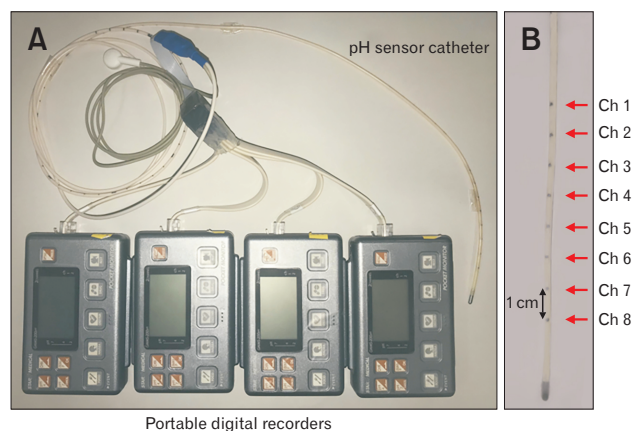 A
pH sensor catheter
Portable digital recorders
B
Ch 1
Ch 2
Ch 3
Ch 4
Ch 5
Ch 6
Ch 7
1 cm
Ch 8